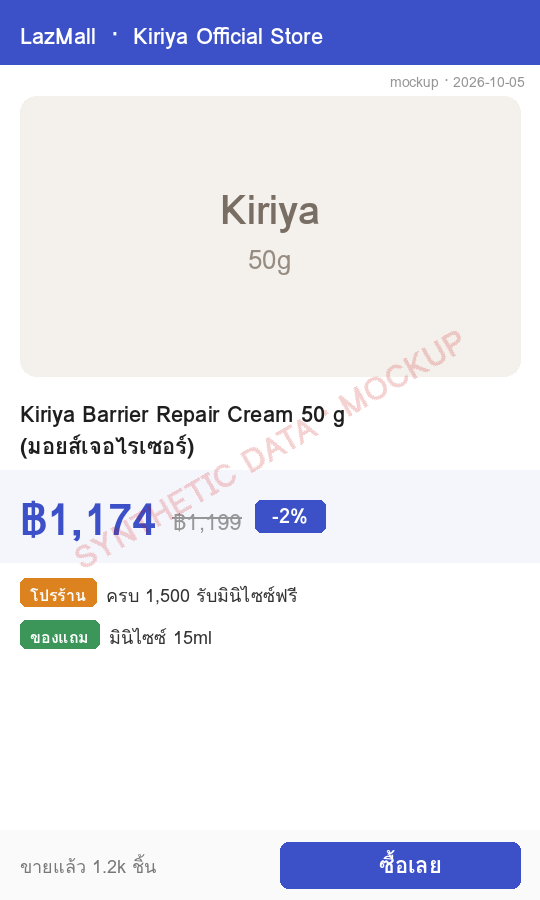 LazMall · Kiriya Official Store
mockup · 2026-10-05
Kiriya
50g
SYNTHETIC DATA · MOCKUP
Kiriya Barrier Repair Cream 50 g
(มอยส์เจอไรเซอร์)
฿1,174 ฿1,199 -2%
โปรร้าน ครบ 1,500 รับมินิไซซ์ฟรี
ของแถม มินิไซซ์ 15ml
ขายแล้ว 1.2k ชิ้น ซื้อเลย